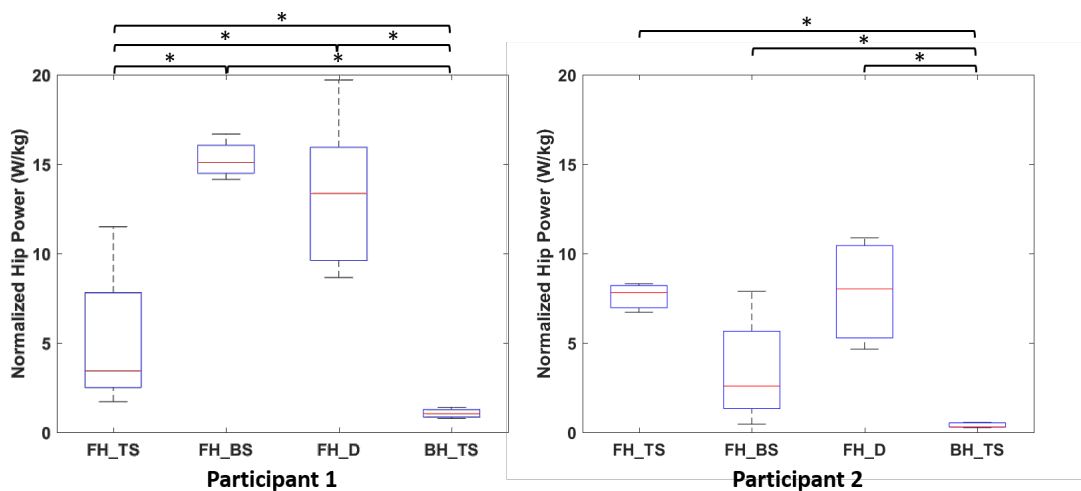 *
*
* *
* *
*
*
20
15
10
5
0
Normalized Hip Power (W/kg)
FH_TS FH_BS FH_D BH_TS
Participant 1
20
15
10
5
0
Normalized Hip Power (W/kg)
FH_TS FH_BS FH_D BH_TS
Participant 2